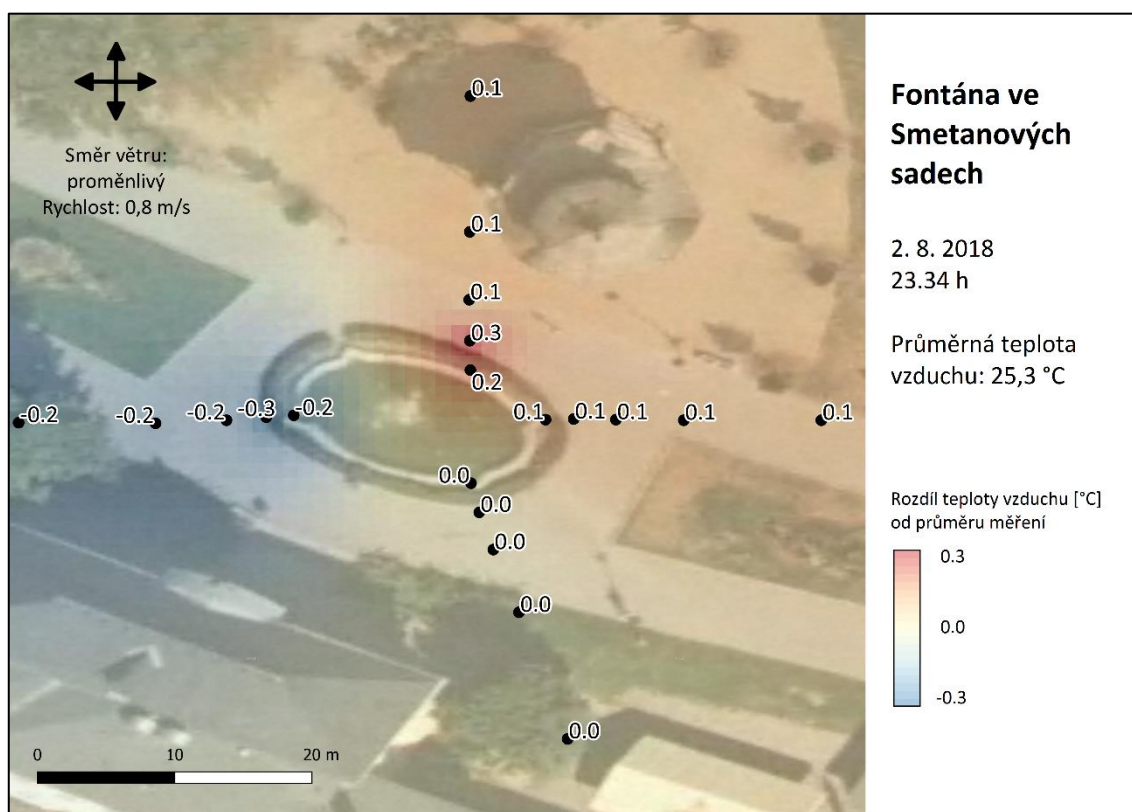 Směr větru:
proměnlivý
Rychlost: 0,8 m/s
0.1
0.1
0.1
0.3
0.2
-0.2
-0.2
-0.2
-0.3
-0.2
0.1
0.1
0.1
0.1
0.1
0.0
0.0
0.0
0.0
0.0
0
10
20 m
Fontána ve
Smetanových
sadech
2. 8. 2018
23.34 h
Průměrná teplota
vzduchu: 25,3 °C
Rozdíl teploty vzduchu [°C]
od průměru měření
0.3
0.0
-0.3